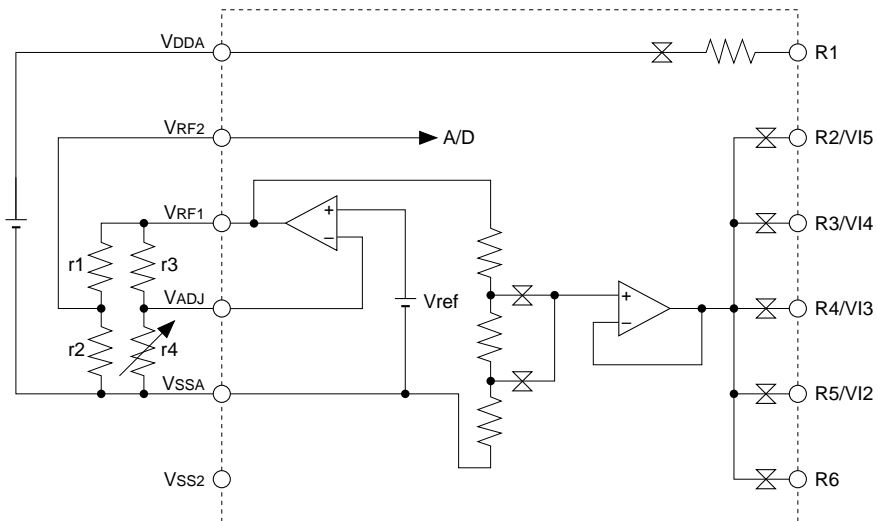 VDDA
R1
VRF2
A/D
R2/VI5
VRF1
+
−
R3/VI4
r1
r3
VADJ
Vref
+
−
R4/VI3
r2
r4
VSSA
R5/VI2
VSS2
R6